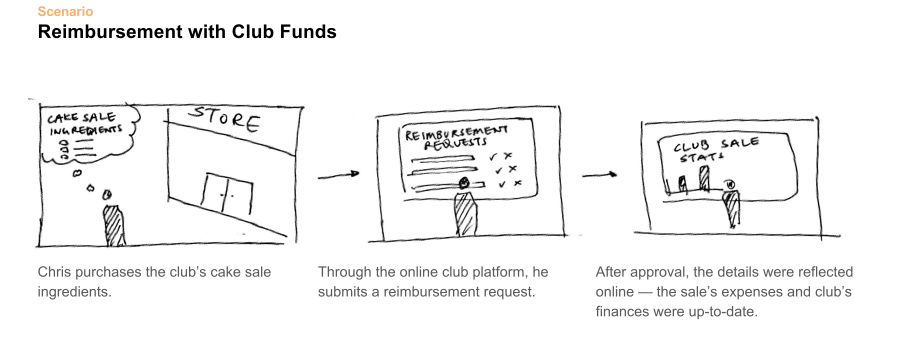 Scenario
Reimbursement with Club Funds
CAKE SALE
INGREDIENTS
STORE
REIMBURSEMENT
REQUESTS
CLUB SALE
STATS
Chris purchases the club's cake sale
ingredients.
Through the online club platform, he
submits a reimbursement request.
After approval, the details were reflected
online — the sale's expenses and club's
finances were up-to-date.